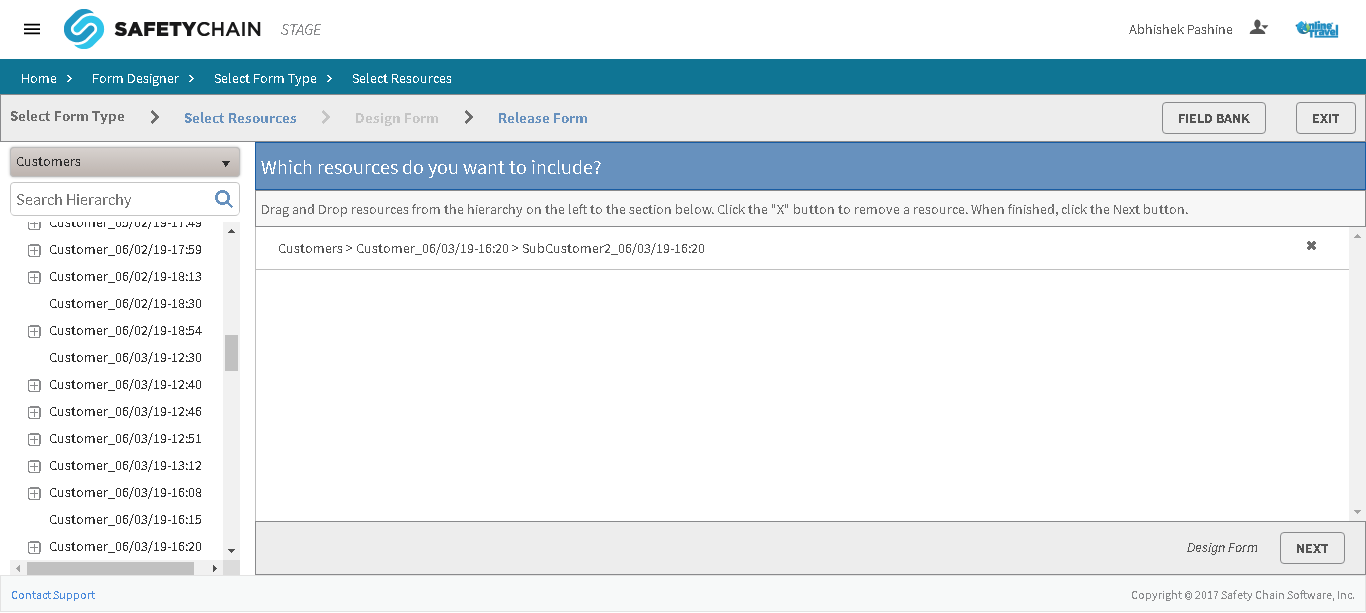 SAFETYCHAIN STAGE
Abhishek Pashine
Online Travel
Home > Form Designer > Select Form Type > Select Resources
Select Form Type > Select Resources > Design Form > Release Form
FIELD BANK
EXIT
Customers
Search Hierarchy
Customer_06/02/19-17:49
Customer_06/02/19-17:59
Customer_06/02/19-18:13
Customer_06/02/19-18:30
Customer_06/02/19-18:54
Customer_06/03/19-12:30
Customer_06/03/19-12:40
Customer_06/03/19-12:46
Customer_06/03/19-12:51
Customer_06/03/19-13:12
Customer_06/03/19-16:08
Customer_06/03/19-16:15
Customer_06/03/19-16:20
Which resources do you want to include?
Drag and Drop resources from the hierarchy on the left to the section below. Click the "X" button to remove a resource. When finished, click the Next button.
Customers > Customer_06/03/19-16:20 > SubCustomer2_06/03/19-16:20
Design Form
NEXT
Contact Support
Copyright © 2017 Safety Chain Software, Inc.